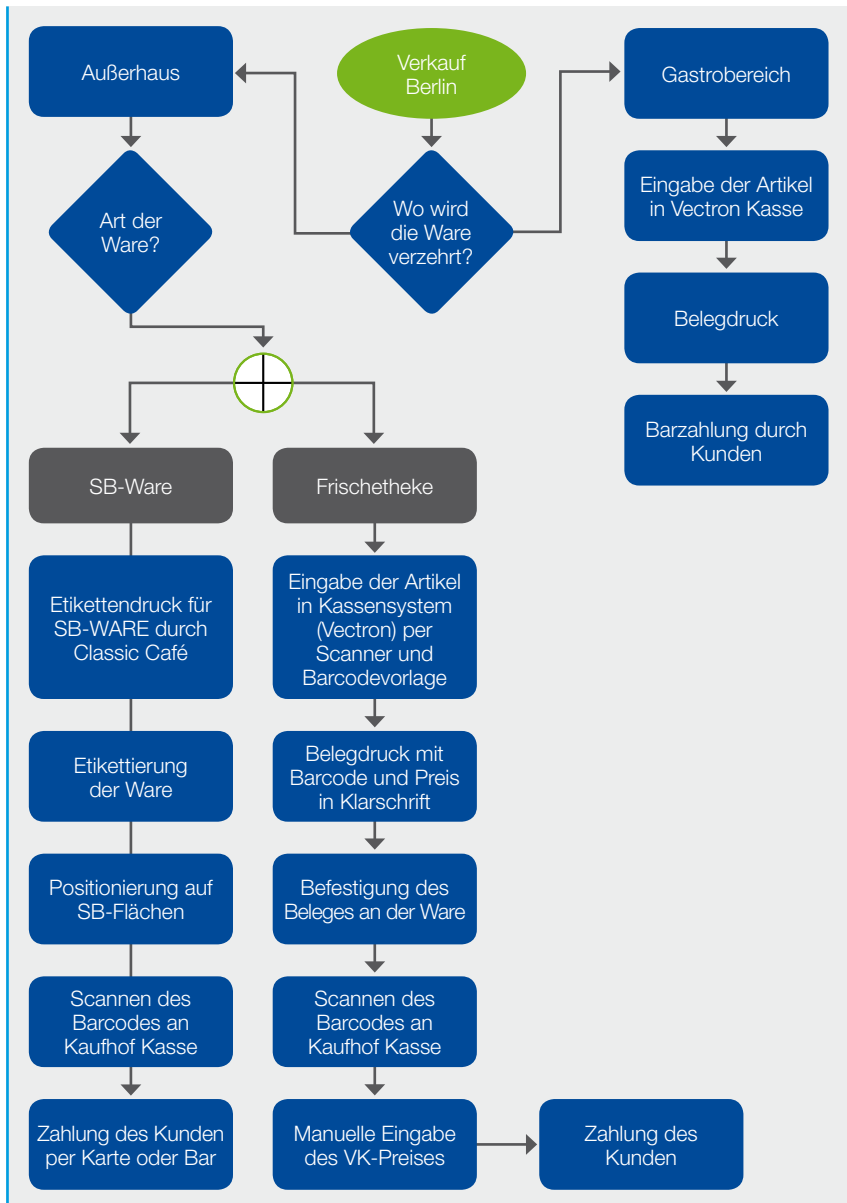 Außerhaus
Verkauf
Berlin
Gastrobereich
Art der
Ware?
Wo wird
die Ware
verzehrt?
Eingabe der Artikel
in Vectron Kasse
Belegdruck
Barzahlung durch
Kunden
SB-Ware
Frischetheke
Etikettendruck für
SB-WARE durch
Classic Café
Etikettierung
der Ware
Positionierung auf
SB-Flächen
Scannen des
Barcodes an
Kaufhof Kasse
Zahlung des Kunden
per Karte oder Bar
Eingabe der Artikel
in Kassensystem
(Vectron) per
Scanner und
Barcodevorlage
Belegdruck mit
Barcode und Preis
in Klarschrift
Befestigung des
Beleges an der Ware
Scannen des
Barcodes an
Kaufhof Kasse
Manuelle Eingabe
des VK-Preises
Zahlung des
Kunden